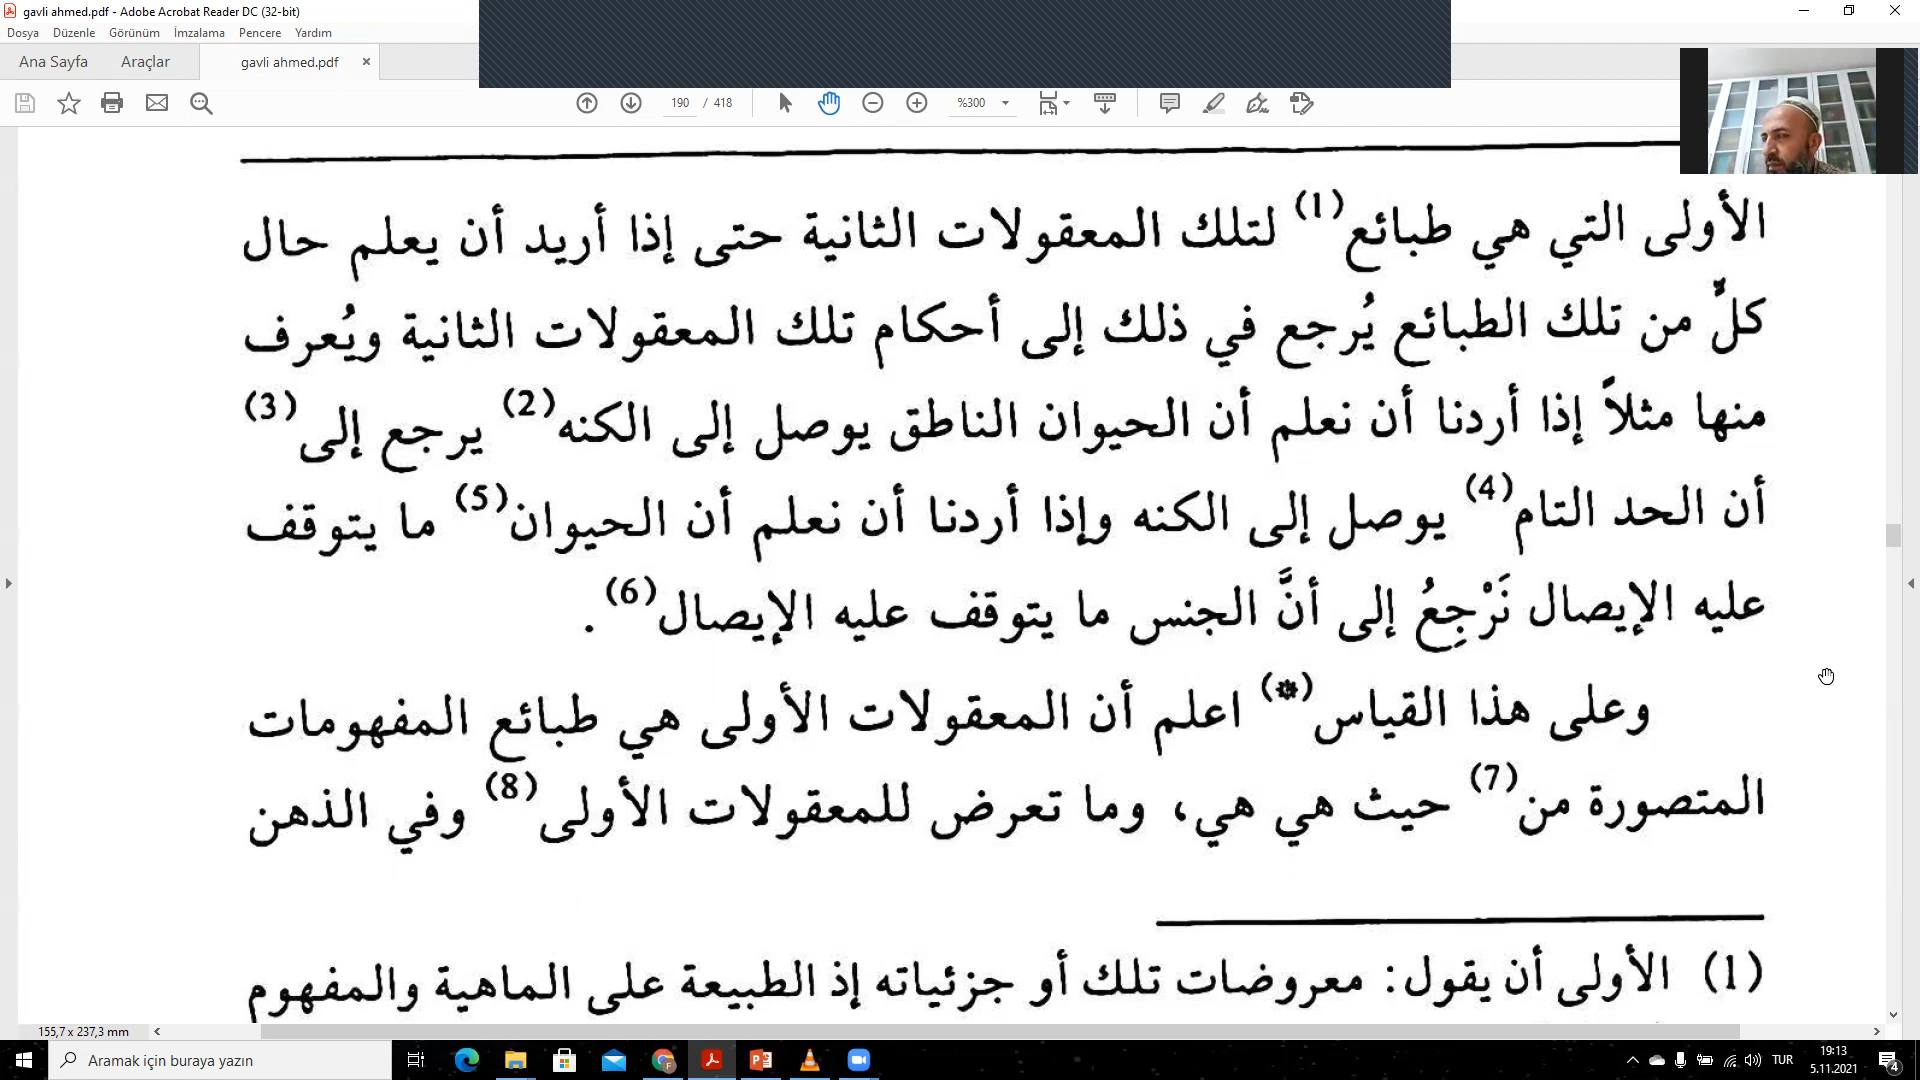 gavli ahmed.pdf - Adobe Acrobat Reader DC (32-bit)
Dosya Düzenle Görünüm İmzalama Pencere Yardım
Ana Sayfa Araçlar gavli ahmed.pdf ×
190 / 418 %300
الأولى التي هي طبائع(1) لتلك المعقولات الثانية حتى إذا أريد أن يعلم حال
كلٍّ من تلك الطبائع يُرجع في ذلك إلى أحكام تلك المعقولات الثانية ويُعرف
منها مثلاً إذا أردنا أن نعلم أن الحيوان الناطق يوصل إلى الكنه(2) يرجع إلى(3)
أن الحد التام(4) يوصل إلى الكنه وإذا أردنا أن نعلم أن الحيوان(5) ما يتوقف
عليه الإيصال نَرْجِعُ إلى أنَّ الجنس ما يتوقف عليه الإيصال(6).
وعلى هذا القياس(*) اعلم أن المعقولات الأولى هي طبائع المفهومات
المتصورة من(7) حيث هي هي، وما تعرض للمعقولات الأولى(8) وفي الذهن
(1) الأولى أن يقول: معروضات تلك أو جزئياته إذ الطبيعة على الماهية والمفهوم
155,7 x 237,3 mm
Aramak için buraya yazın
TUR
19:13
5.11.2021
4